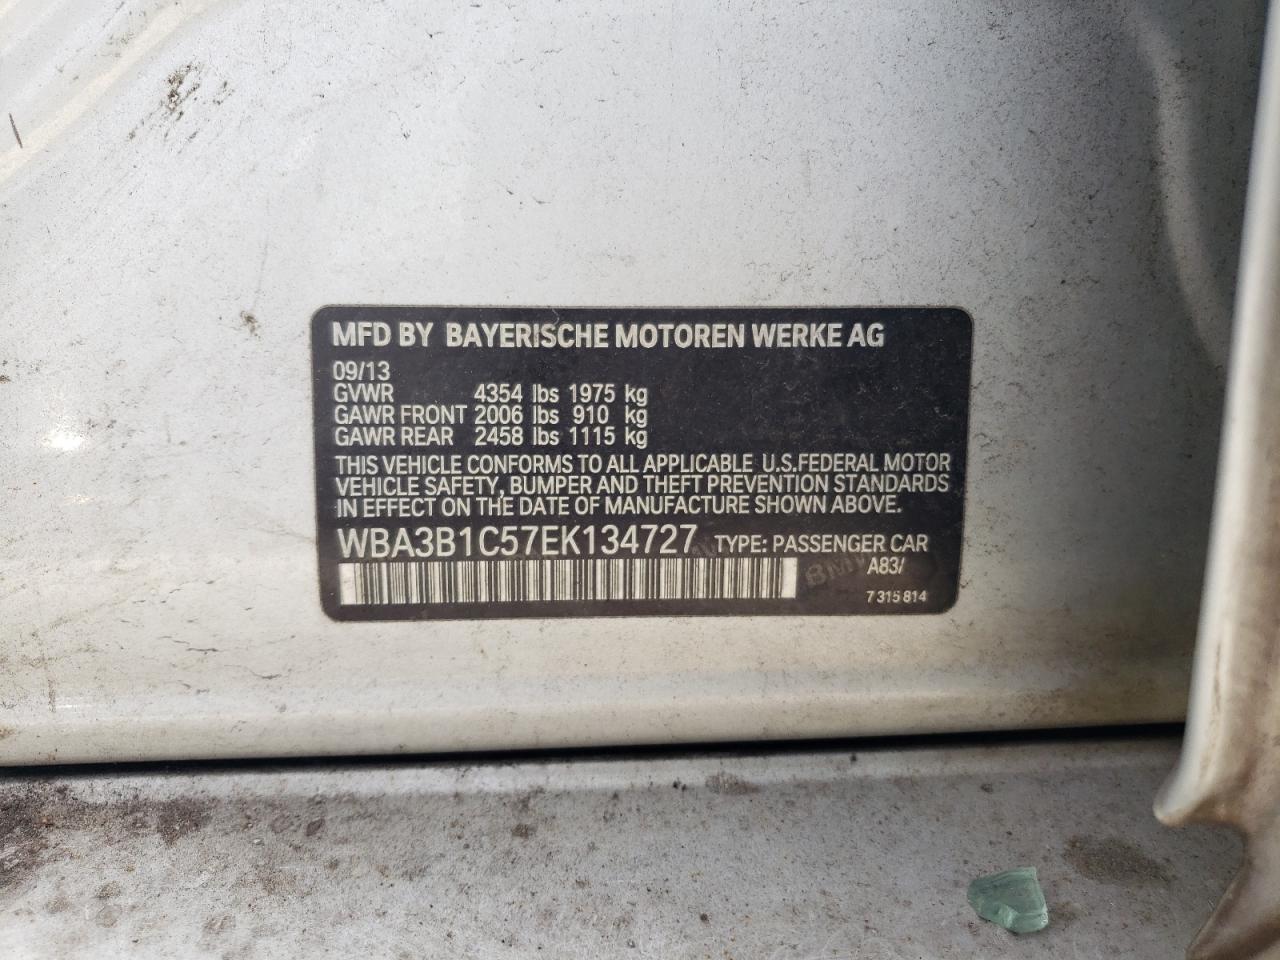 MFD BY BAYERISCHE MOTOREN WERKE AG
09/13
GVWR 4354 lbs 1975 kg
GAWR FRONT 2006 lbs 910 kg
GAWR REAR 2458 lbs 1115 kg
THIS VEHICLE CONFORMS TO ALL APPLICABLE U.S.FEDERAL MOTOR
VEHICLE SAFETY, BUMPER AND THEFT PREVENTION STANDARDS
IN EFFECT ON THE DATE OF MANUFACTURE SHOWN ABOVE.
WBA3B1C57EK134727 TYPE: PASSENGER CAR
BMW A83/
7 315 814